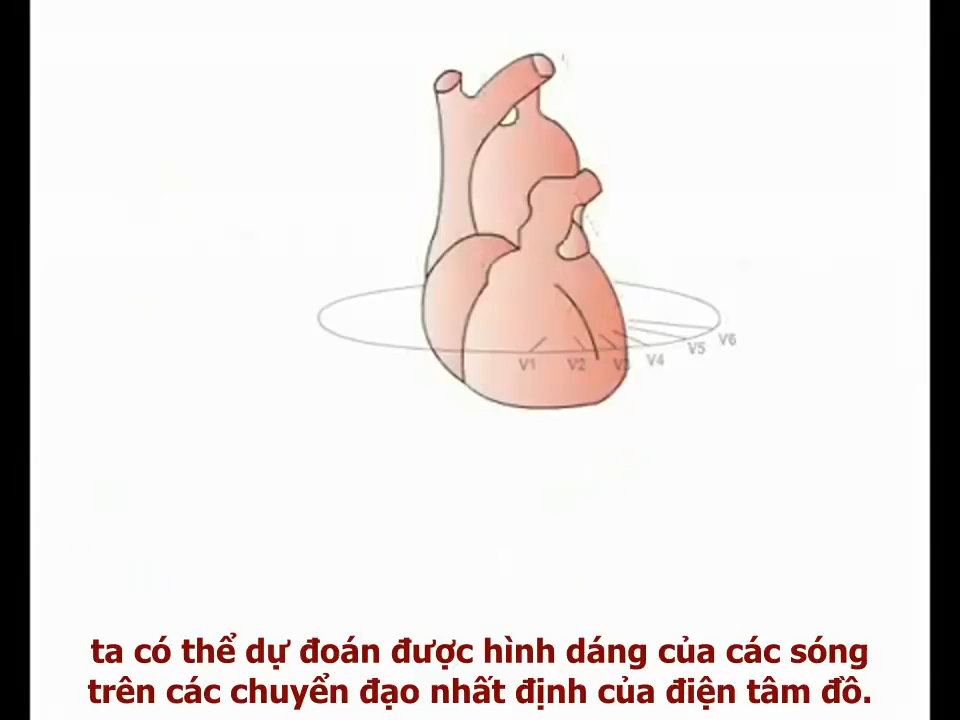 V1 V2 V3 V4 V5 V6
ta có thể dự đoán được hình dáng của các sóng
trên các chuyển đạo nhất định của điện tâm đồ.